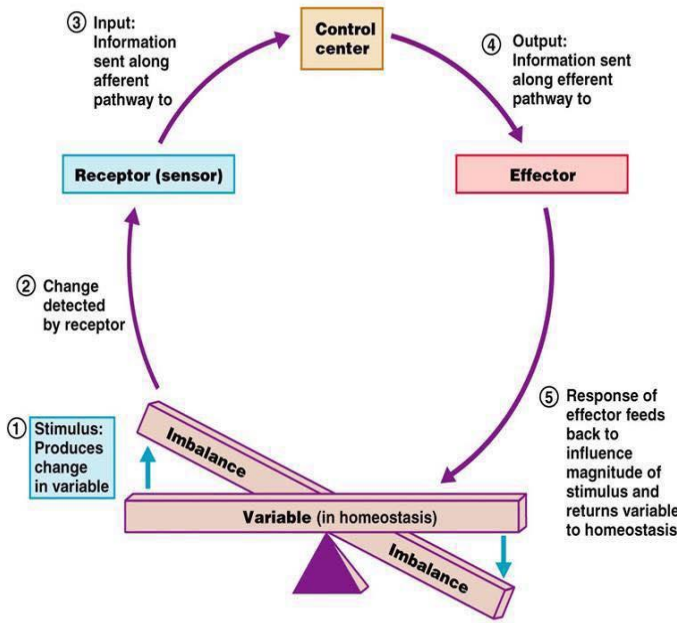 3 Input:
Information
sent along
afferent
pathway to
Control
center
4 Output:
Information sent
along efferent
pathway to
Receptor (sensor)
Effector
2 Change
detected
by receptor
1 Stimulus:
Produces
change
in variable
Imbalance
Variable (in homeostasis)
Imbalance
5 Response of
effector feeds
back to
influence
magnitude of
stimulus and
returns variable
to homeostasis